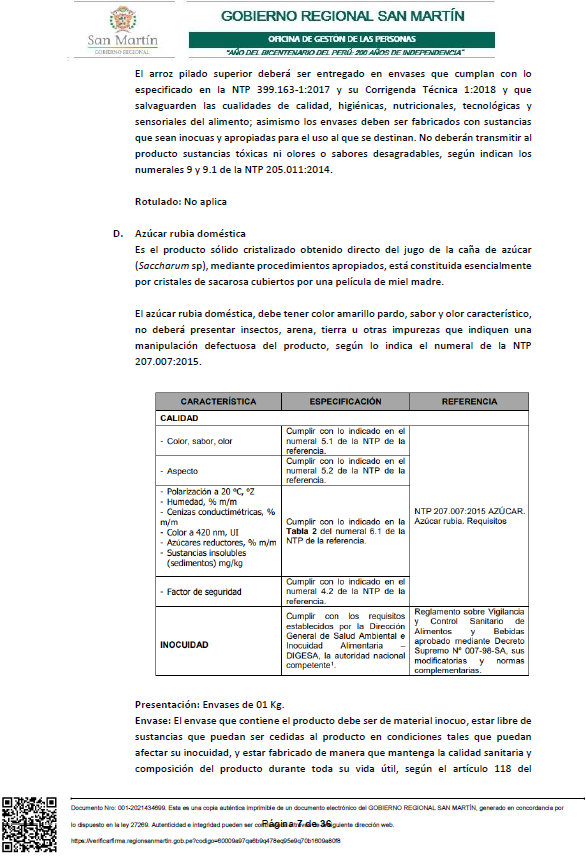 San Martín
GOBIERNO REGIONAL
GOBIERNO REGIONAL SAN MARTÍN
OFICINA DE GESTÓN DE LAS PERSONAS
"AÑO DEL BICENTENARIO DEL PERÚ: 200 AÑOS DE INDEPENDENCIA"
El arroz pilado superior deberá ser entregado en envases que cumplan con lo
especificado en la NTP 399.163-1:2017 y su Corrigenda Técnica 1:2018 y que
salvaguarden las cualidades de calidad, higiénicas, nutricionales, tecnológicas y
sensoriales del alimento; asimismo los envases deben ser fabricados con sustancias
que sean inocuas y apropiadas para el uso al que se destinan. No deberán transmitir al
producto sustancias tóxicas ni olores o sabores desagradables, según indican los
numerales 9 y 9.1 de la NTP 205.011:2014.
Rotulado: No aplica
D. Azúcar rubia doméstica
Es el producto sólido cristalizado obtenido directo del jugo de la caña de azúcar
(Saccharum sp), mediante procedimientos apropiados, está constituida esencialmente
por cristales de sacarosa cubiertos por una película de miel madre.
El azúcar rubia doméstica, debe tener color amarillo pardo, sabor y olor característico,
no deberá presentar insectos, arena, tierra u otras impurezas que indiquen una
manipulación defectuosa del producto, según lo indica el numeral de la NTP
207.007:2015.
CARACTERÍSTICA ESPECIFICACIÓN REFERENCIA
CALIDAD
- Color, sabor, olor
Cumplir con lo indicado en el
numeral 5.1 de la NTP de la
referencia.
- Aspecto
Cumplir con lo indicado en el
numeral 5.2 de la NTP de la
referencia.
- Polarización a 20 °C, °Z
- Humedad, % m/m
- Cenizas conductimétricas, %
m/m
- Color a 420 nm, UI
- Azúcares reductores, % m/m
- Sustancias insolubles
(sedimentos) mg/kg
Cumplir con lo indicado en la
Tabla 2 del numeral 6.1 de la
NTP de la referencia.
- Factor de seguridad
Cumplir con lo indicado en el
numeral 4.2 de la NTP de la
referencia.
NTP 207.007:2015 AZÚCAR.
Azúcar rubia. Requisitos
INOCUIDAD
Cumplir con los requisitos
establecidos por la Dirección
General de Salud Ambiental e
Inocuidad Alimentaria –
DIGESA, la autoridad nacional
competente¹.
Reglamento sobre Vigilancia
y Control Sanitario de
Alimentos y Bebidas
aprobado mediante Decreto
Supremo Nº 007-98-SA, sus
modificatorias y normas
complementarias.
Presentación: Envases de 01 Kg.
Envase: El envase que contiene el producto debe ser de material inocuo, estar libre de
sustancias que puedan ser cedidas al producto en condiciones tales que puedan
afectar su inocuidad, y estar fabricado de manera que mantenga la calidad sanitaria y
composición del producto durante toda su vida útil, según el artículo 118 del
Documento Nro: 001-2021434699. Esta es una copia auténtica imprimible de un documento electrónico del GOBIERNO REGIONAL SAN MARTÍN, generado en concordancia por
lo dispuesto en la ley 27269. Autenticidad e integridad pueden ser siguiente dirección web.
Página 7 de 36